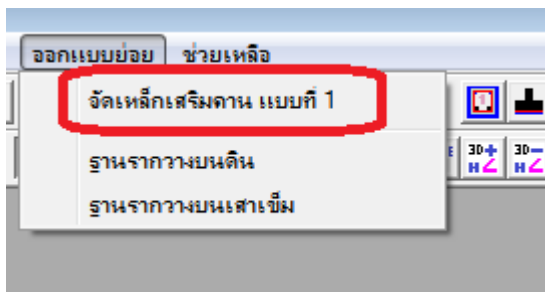 ออกแบบย่อย ช่วยเหลือ
จัดเหล็กเสริมคาน แบบที่ 1
ฐานรากวางบนดิน
ฐานรากวางบนเสาเข็ม
3D+ 3D-
H H